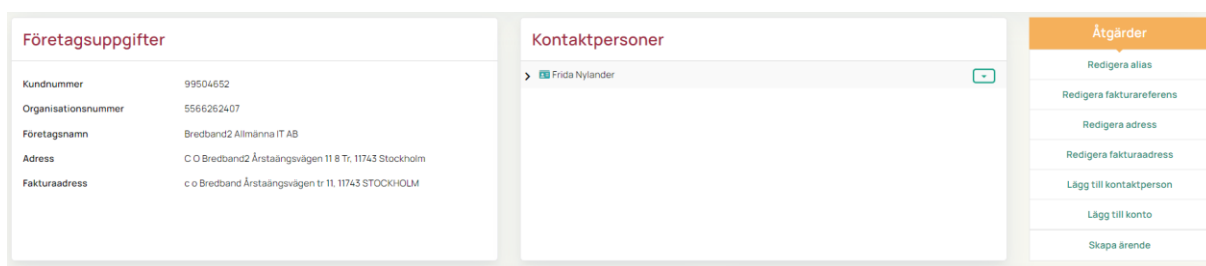 Företagsuppgifter
Kundnummer 99504652
Organisationsnummer 5566262407
Företagsnamn Bredband2 Allmänna IT AB
Adress C O Bredband2 Årstaängsvägen 11 8 Tr, 11743 Stockholm
Fakturaadress c o Bredband Årstaängsvägen tr 11, 11743 STOCKHOLM
Kontaktpersoner
Frida Nylander
Åtgärder
Redigera alias
Redigera fakturareferens
Redigera adress
Redigera fakturaadress
Lägg till kontaktperson
Lägg till konto
Skapa ärende